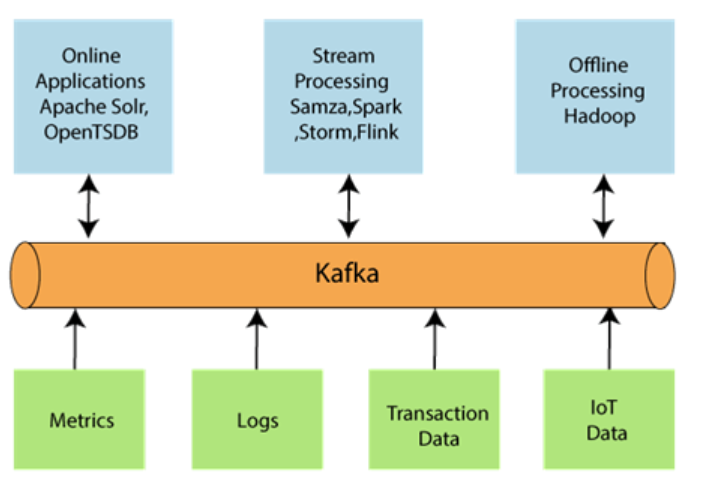 Online
Applications
Apache Solr,
OpenTSDB
Stream
Processing
Samza,Spark
,Storm,Flink
Offline
Processing
Hadoop
Kafka
Metrics
Logs
Transaction
Data
IoT
Data